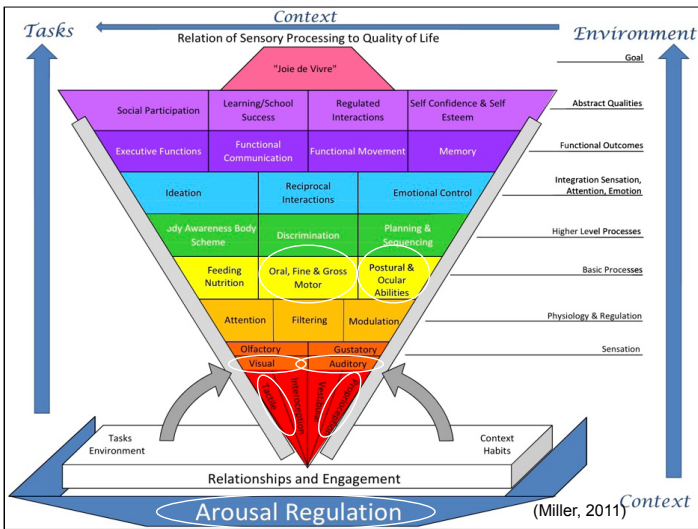 Context
Tasks
Environment
Relation of Sensory Processing to Quality of Life
Goal
"Joie de Vivre"
Social Participation
Learning/School
Success
Regulated
Interactions
Self Confidence & Self
Esteem
Abstract Qualities
Executive Functions
Functional
Communication
Functional Movement
Memory
Functional Outcomes
Ideation
Reciprocal
Interactions
Emotional Control
Integration Sensation,
Attention, Emotion
ody Awareness Body
Scheme
Discrimination
Planning &
Sequencing
Higher Level Processes
Feeding
Nutrition
Oral, Fine & Gross
Motor
Postural &
Ocular
Abilities
Basic Processes
Attention
Filtering
Modulation
Physiology & Regulation
Olfactory
Gustatory
Sensation
Visual
Auditory
Tactile
Interoception
Vestibular
Proprioception
Tasks
Environment
Context
Habits
Relationships and Engagement
Arousal Regulation
(Miller, 2011)
Context